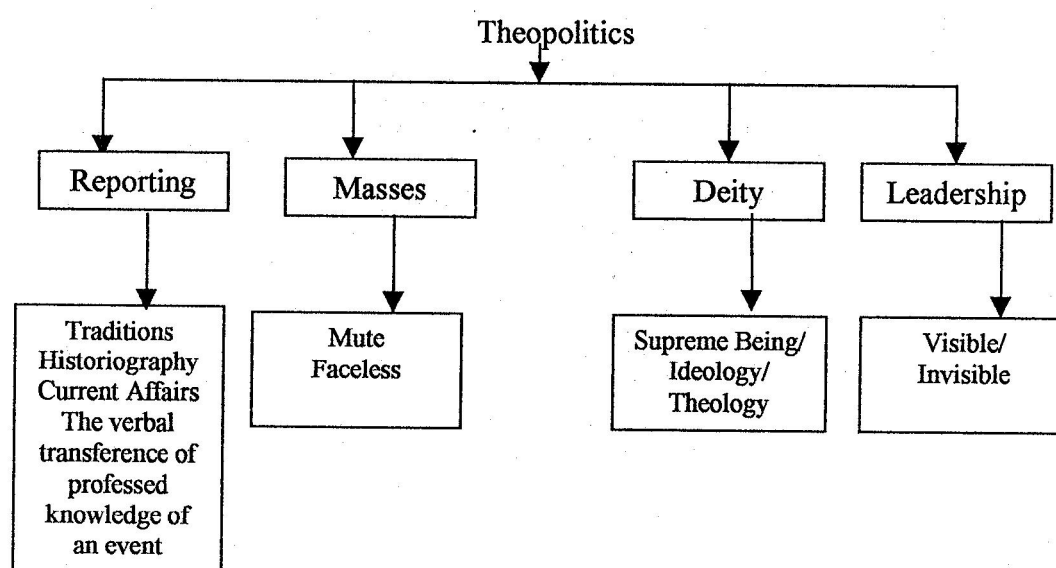 Theopolitics
Reporting
Masses
Deity
Leadership
Traditions
Historiography
Current Affairs
The verbal
transference of
professed
knowledge of
an event
Mute
Faceless
Supreme Being/
Ideology/
Theology
Visible/
Invisible